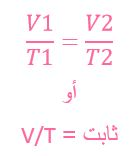 V1/T1 = V2/T2
أو
V/T = ثابت